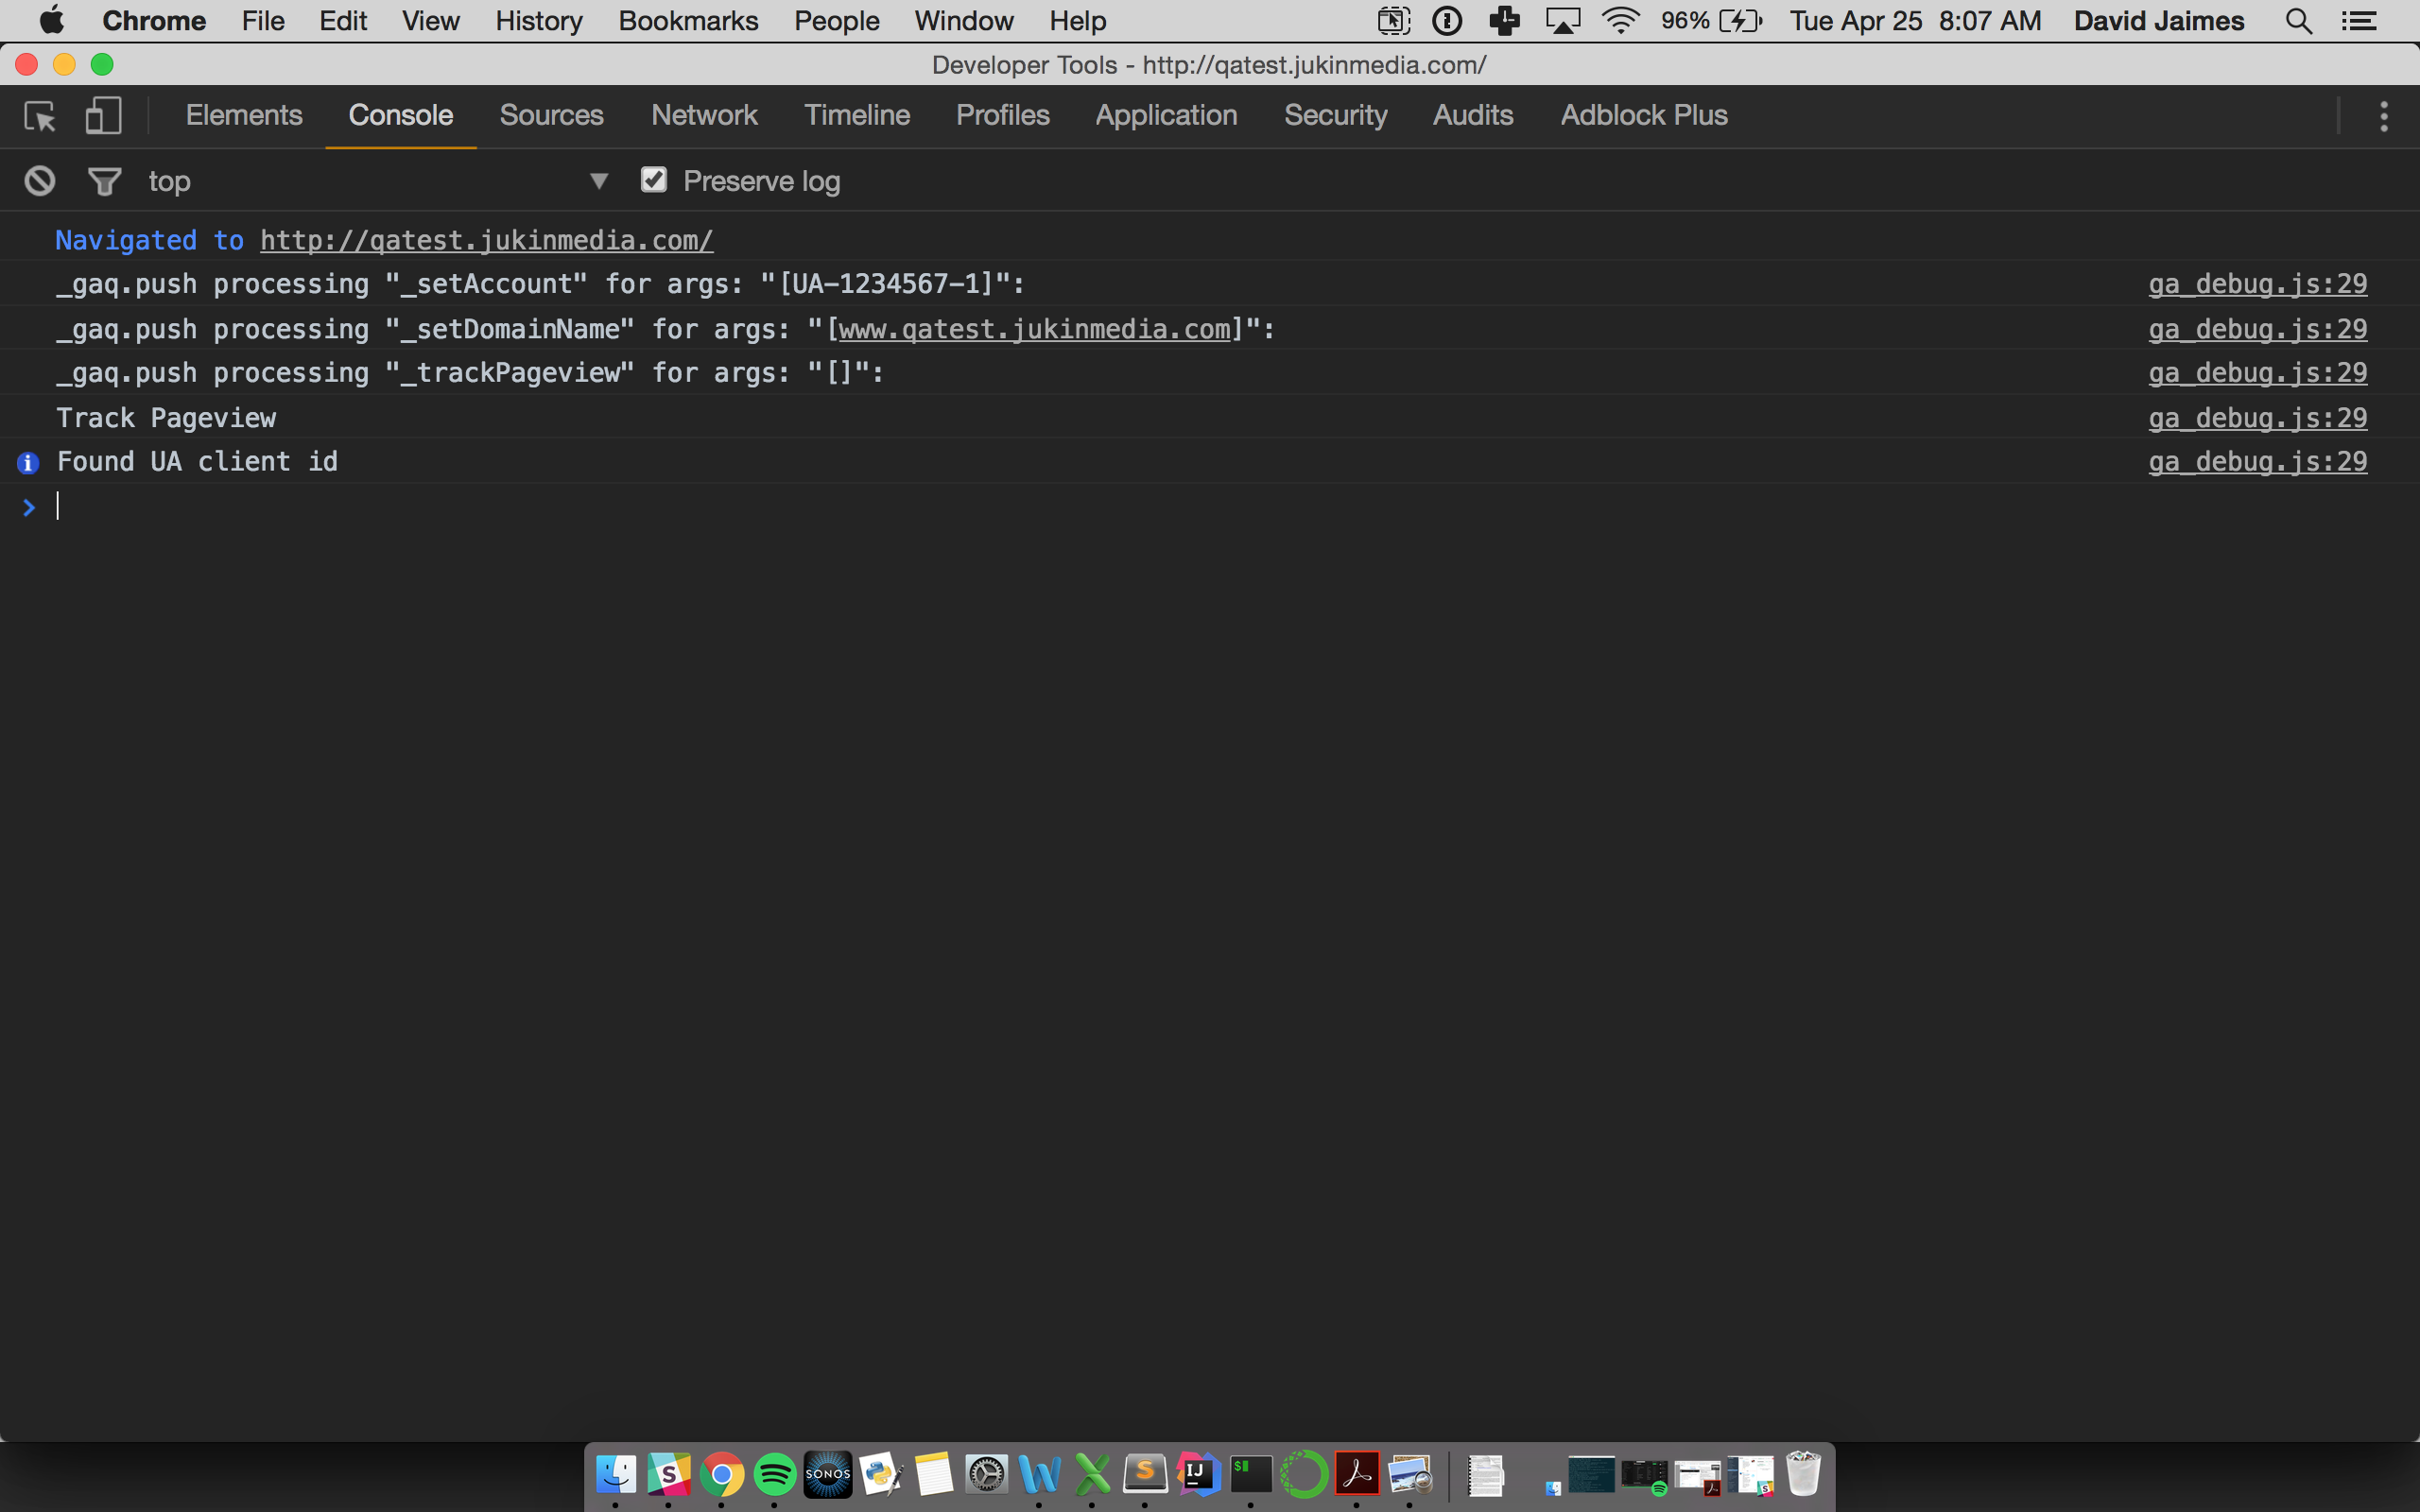 Chrome File Edit View History Bookmarks People Window Help 96% Tue Apr 25 8:07 AM David Jaimes
Developer Tools - http://qatest.jukinmedia.com/
Elements Console Sources Network Timeline Profiles Application Security Audits Adblock Plus
top ▼ Preserve log
Navigated to http://qatest.jukinmedia.com/
_gaq.push processing "_setAccount" for args: "[UA-1234567-1]": ga_debug.js:29
_gaq.push processing "_setDomainName" for args: "[www.qatest.jukinmedia.com]": ga_debug.js:29
_gaq.push processing "_trackPageview" for args: "[]": ga_debug.js:29
Track Pageview ga_debug.js:29
Found UA client id ga_debug.js:29
>
SONOS IJ